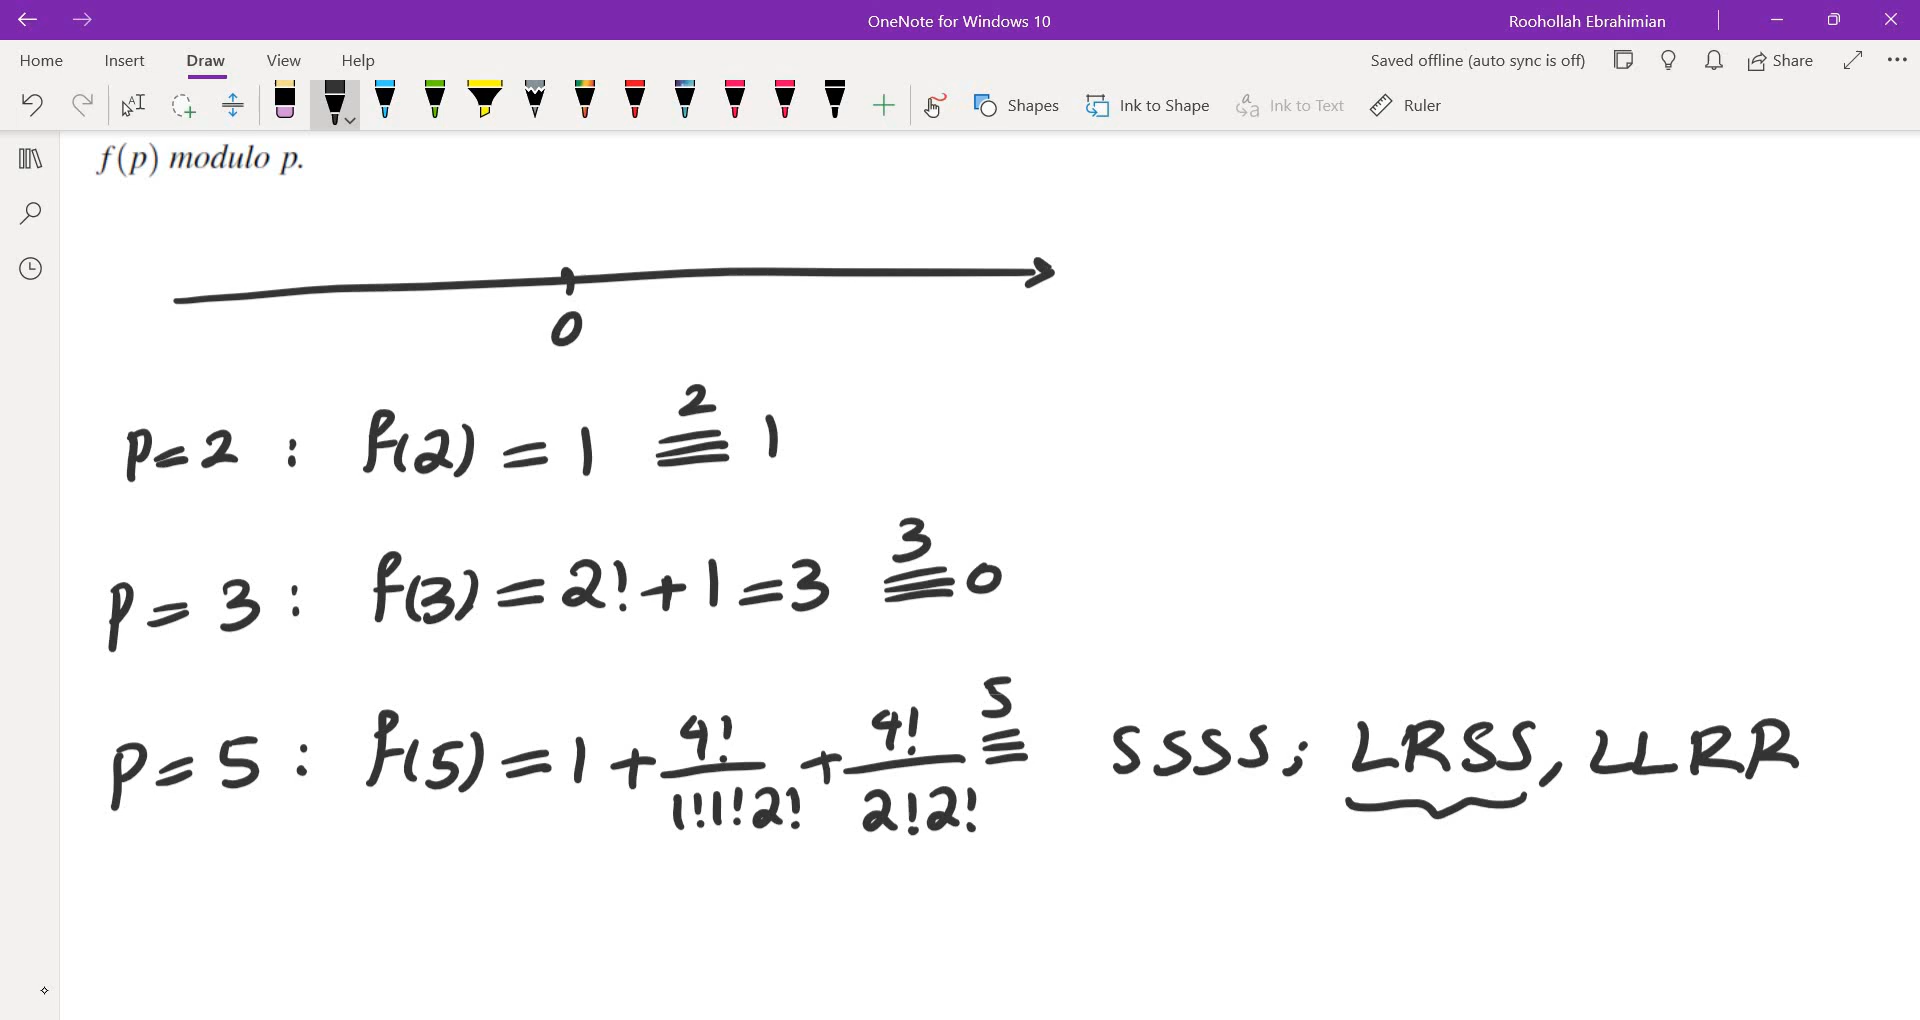 OneNote for Windows 10
Roohollah Ebrahimian
Home Insert Draw View Help
Saved offline (auto sync is off) Share
Shapes Ink to Shape Ink to Text Ruler
f(p) modulo p.
0
p=2 : f(2) = 1 ≡² 1
p = 3 : f(3) = 2! + 1 = 3 ≡³ 0
p = 5 : f(5) = 1 + 4!/(1!1!2!) + 4!/(2!2!) ≡⁵ SSSS; LRSS, LLRR